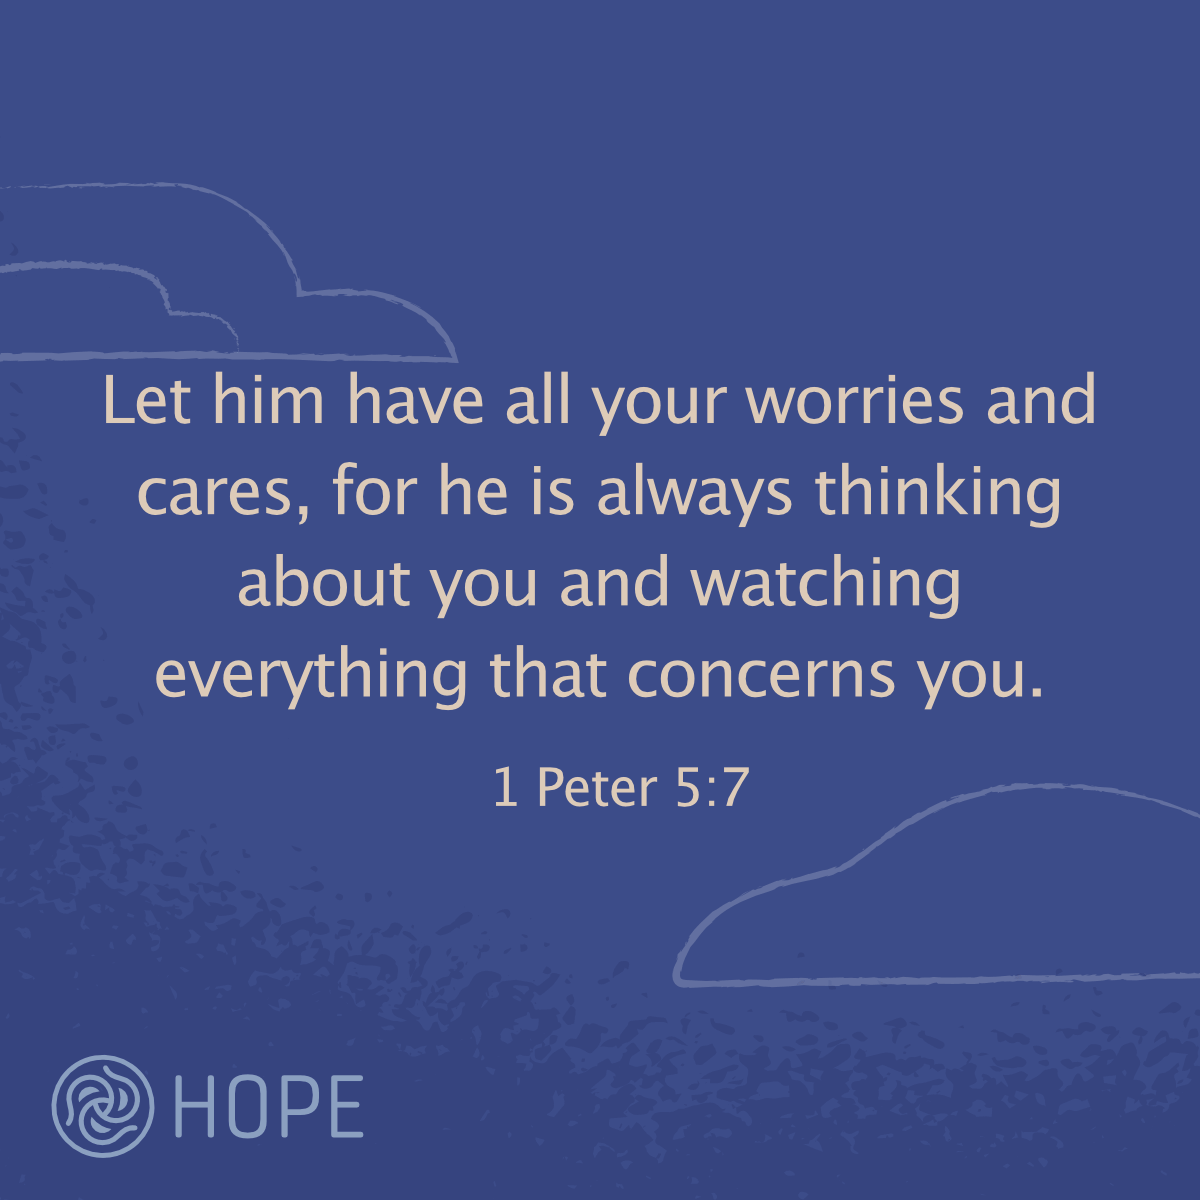 Let him have all your worries and
cares, for he is always thinking
about you and watching
everything that concerns you.
1 Peter 5:7
HOPE